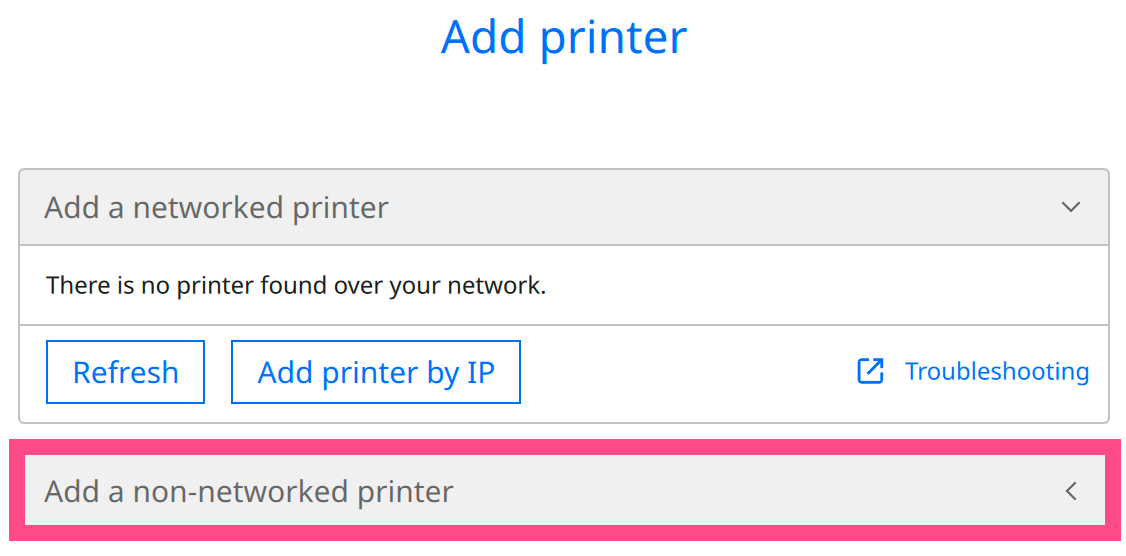 Add printer
Add a networked printer
There is no printer found over your network.
Refresh Add printer by IP Troubleshooting
Add a non-networked printer